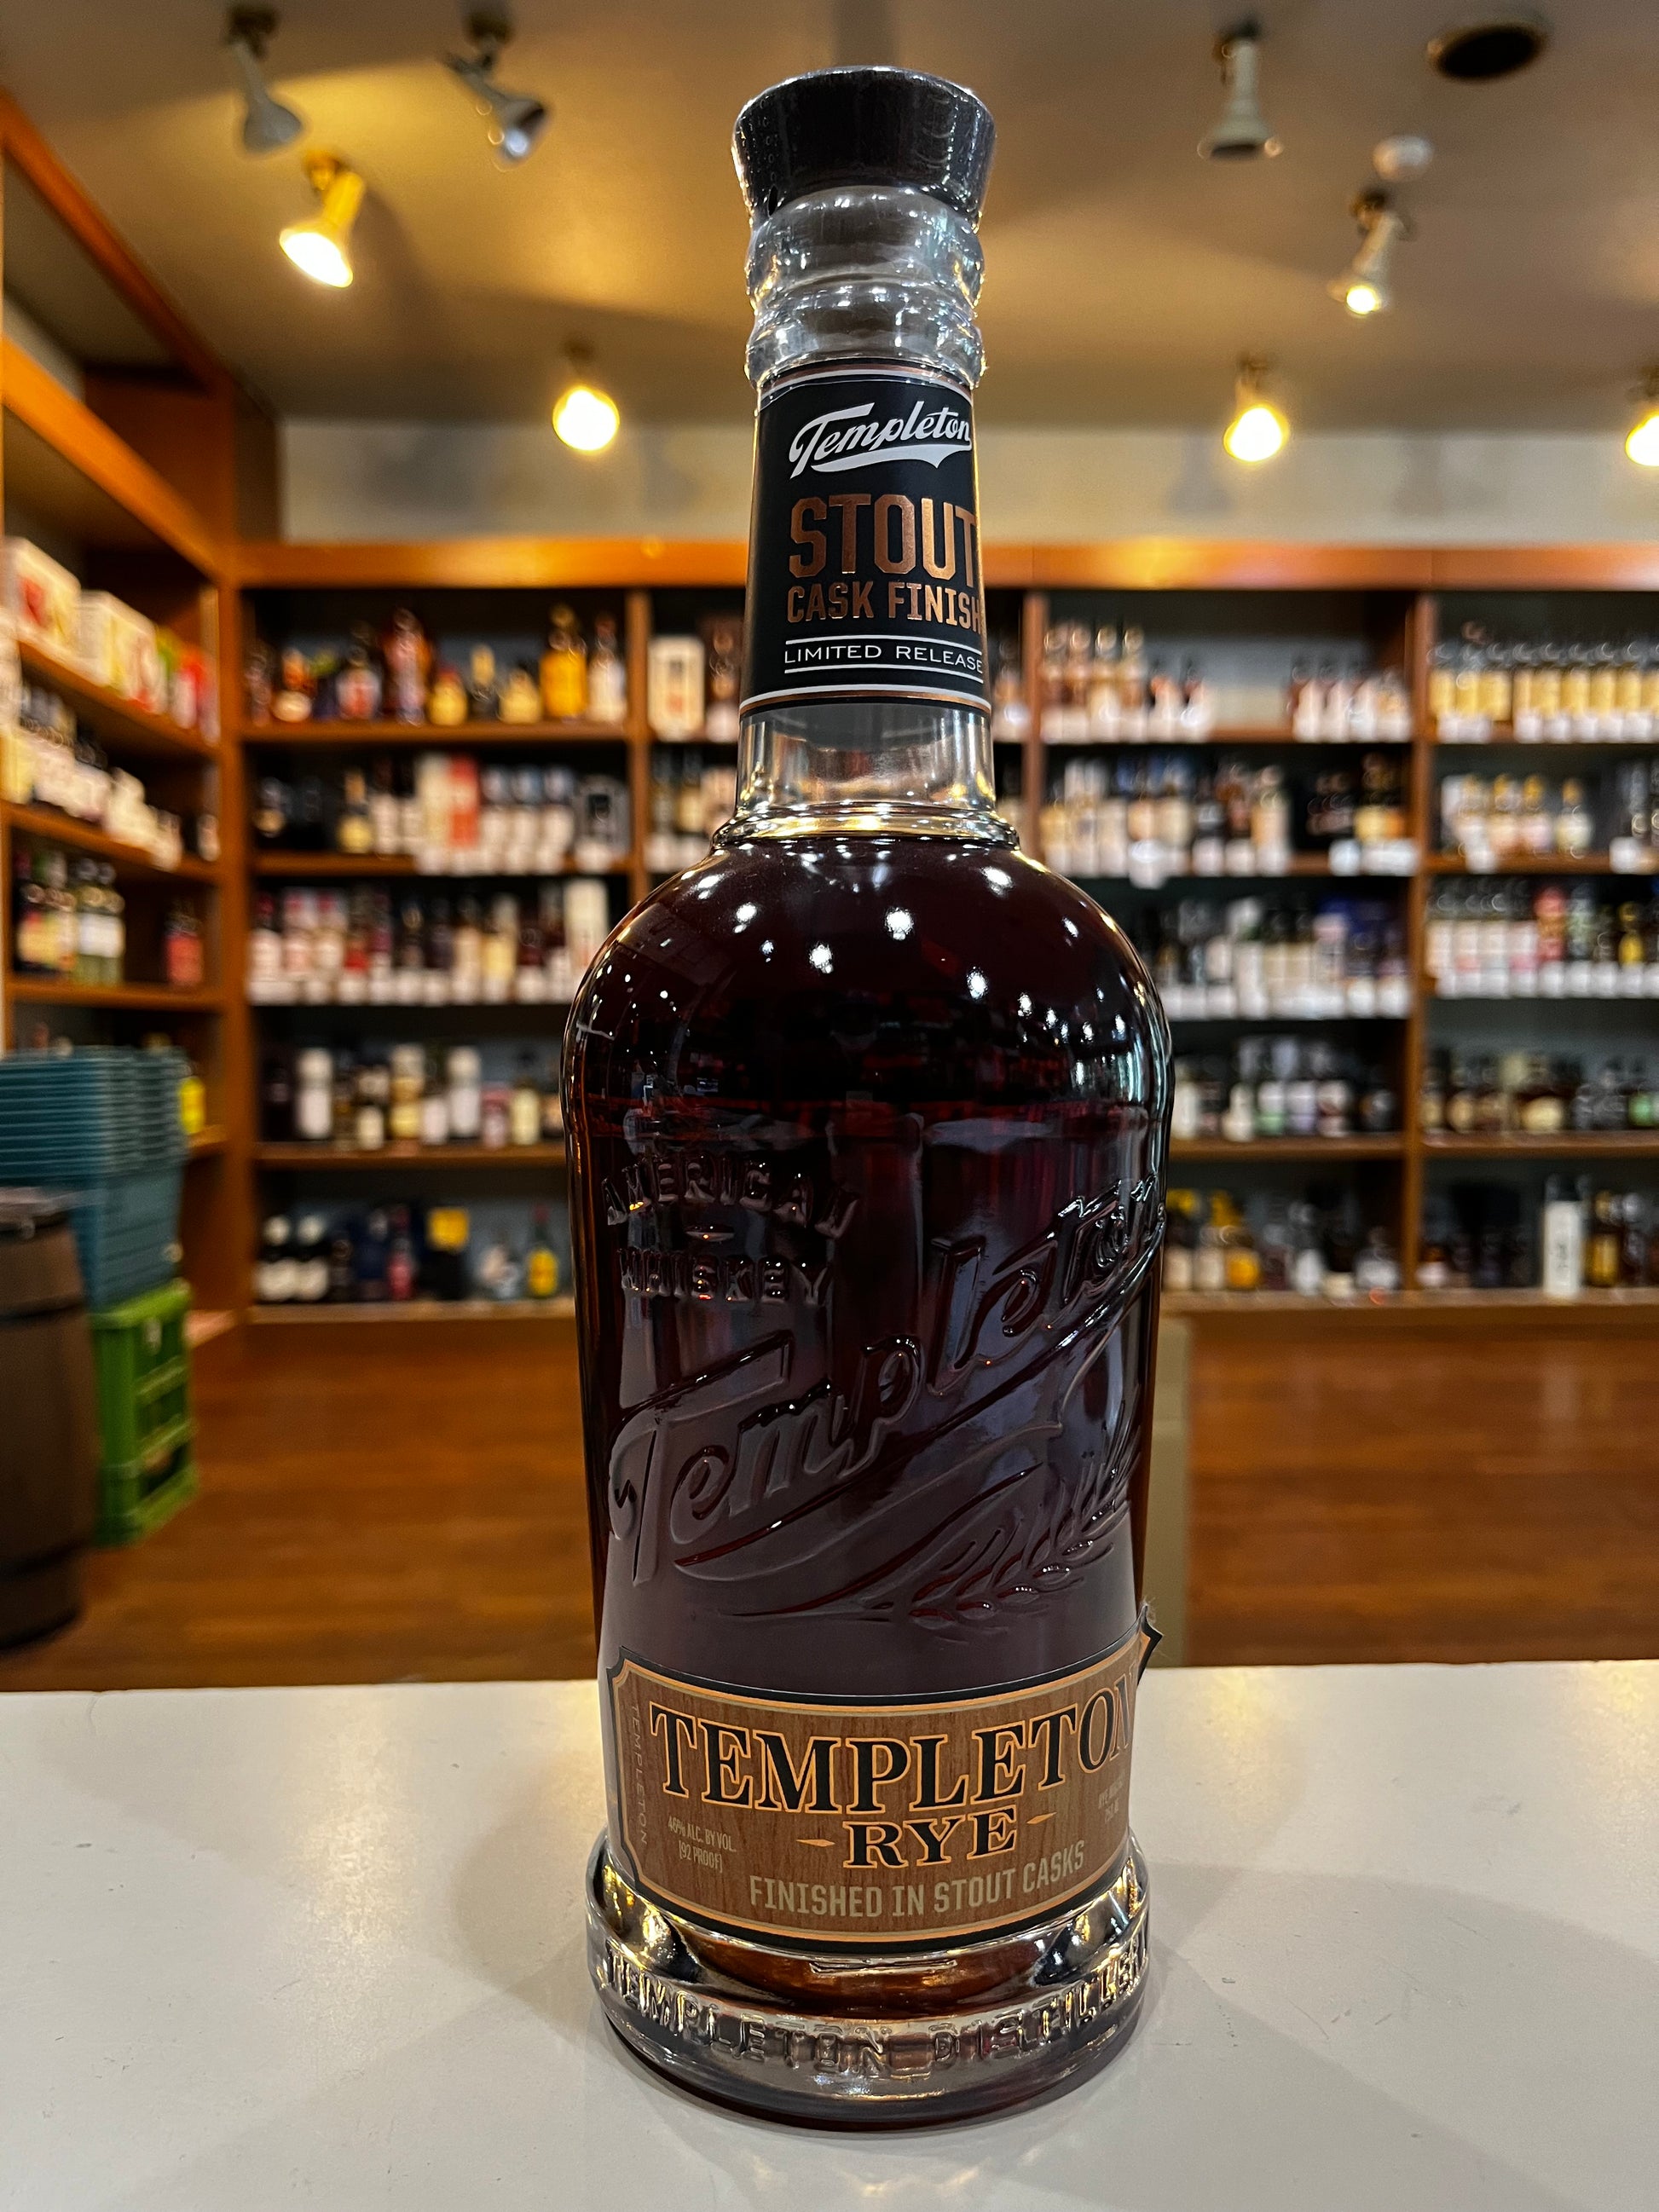 Templeton
STOUT
CASK FINISH
LIMITED RELEASE
AMERICAN
WHISKEY
Templeton
TEMPLETON
TEMPLETON
RYE
46% ALC. BY VOL.
(92 PROOF)
FINISHED IN STOUT CASKS
TEMPLETON